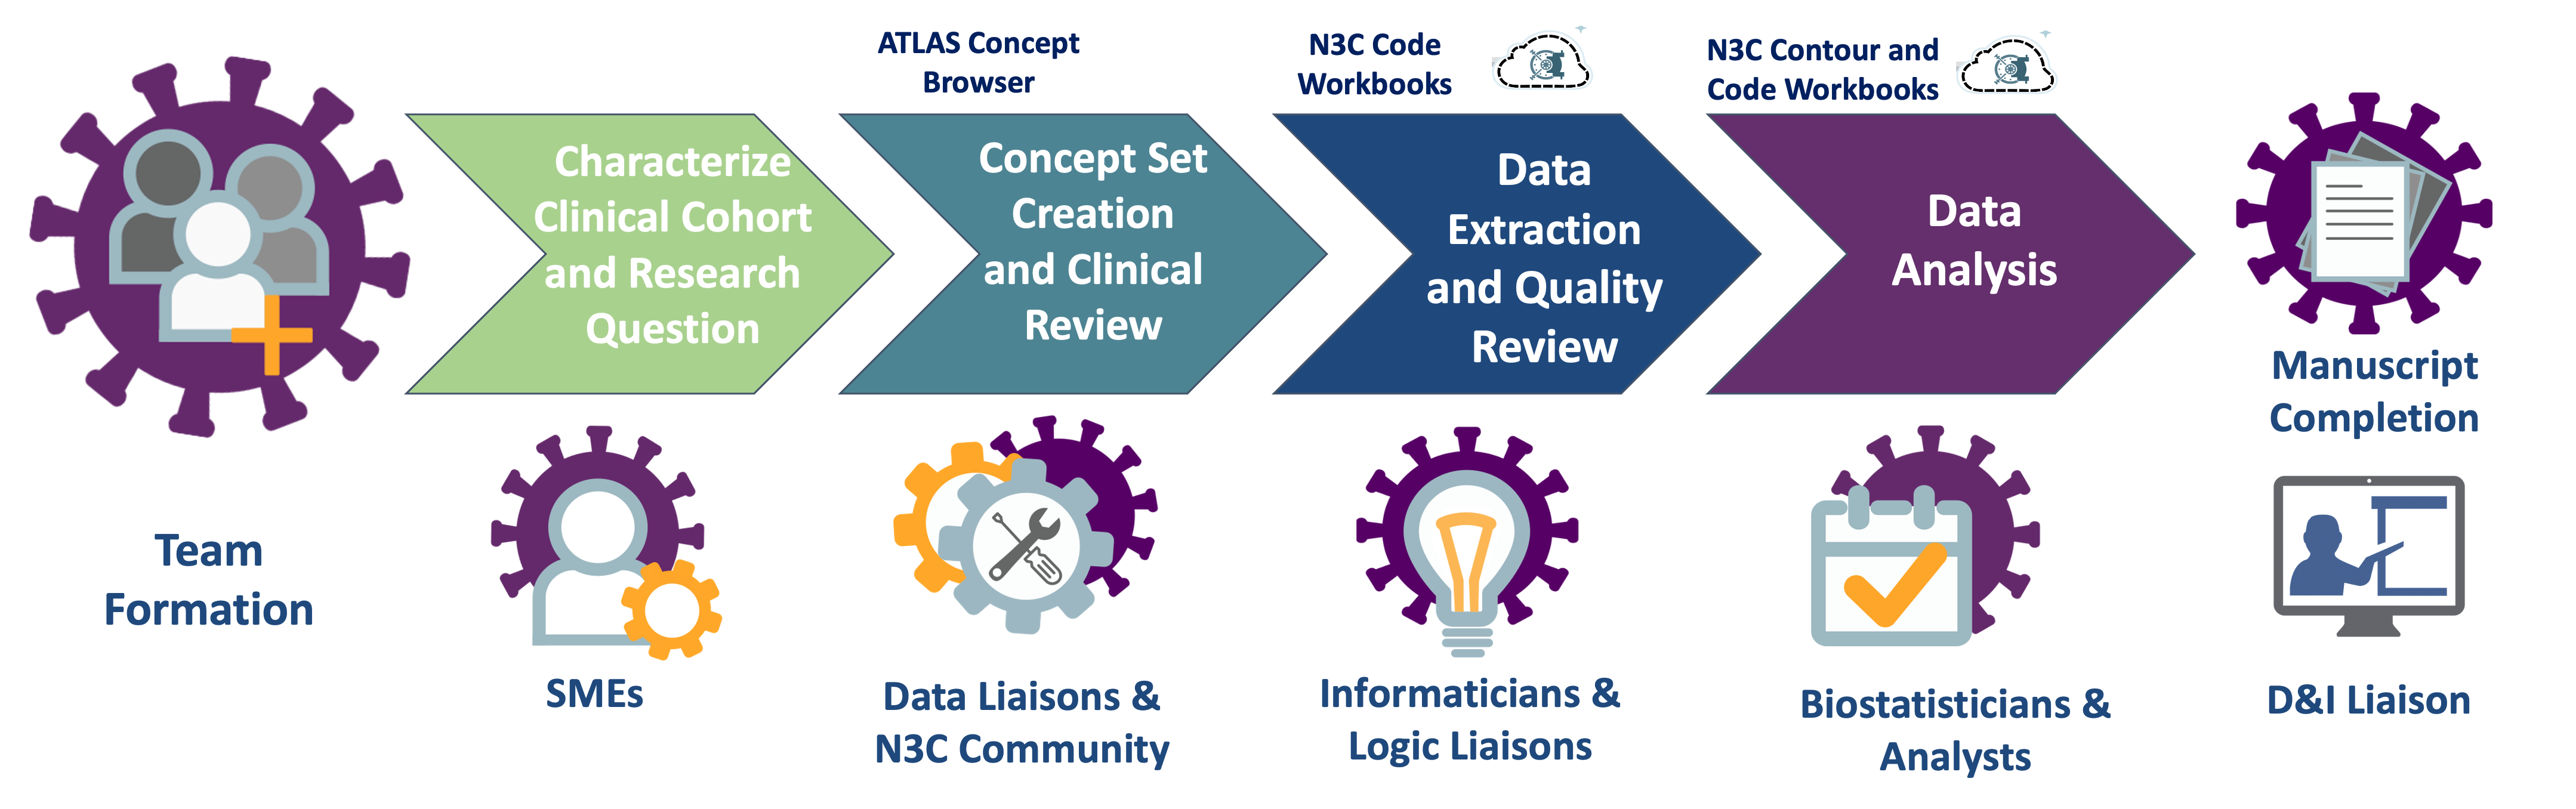 ATLAS Concept
Browser
N3C Code
Workbooks
N3C Contour and
Code Workbooks
Characterize
Clinical Cohort
and Research
Question
Concept Set
Creation
and Clinical
Review
Data
Extraction
and Quality
Review
Data
Analysis
Manuscript
Completion
Team
Formation
SMEs
Data Liaisons &
N3C Community
Informaticians &
Logic Liaisons
Biostatisticians &
Analysts
D&I Liaison